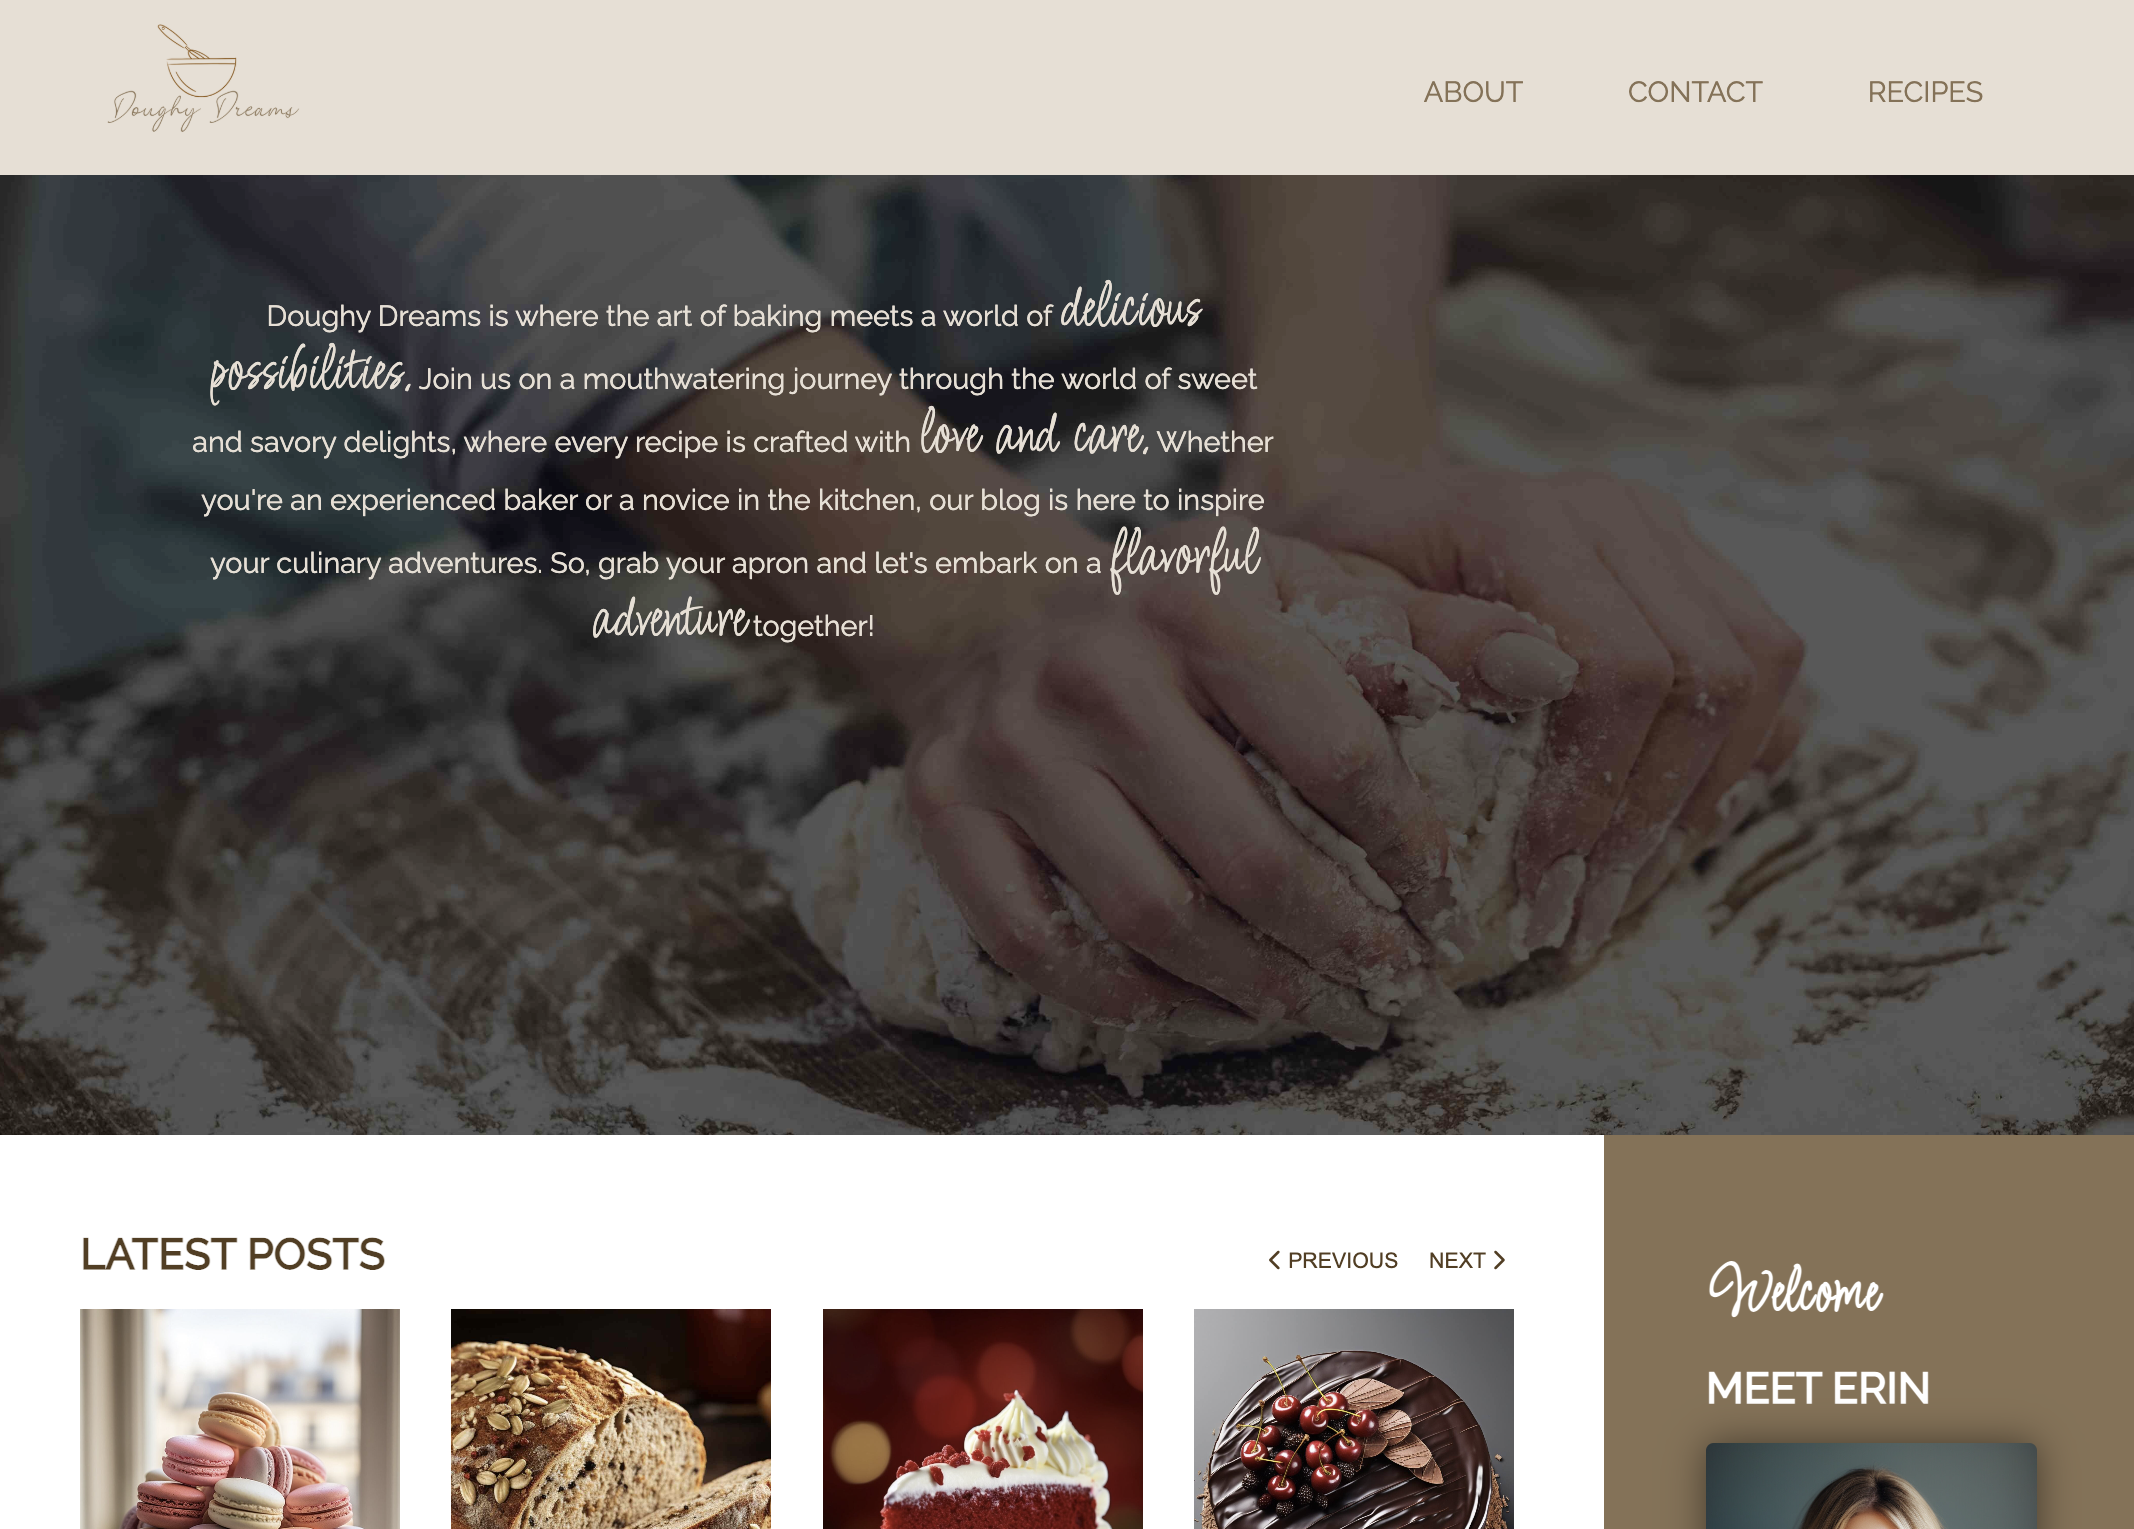 Doughy Dreams
ABOUT CONTACT RECIPES
Doughy Dreams is where the art of baking meets a world of delicious
possibilities. Join us on a mouthwatering journey through the world of sweet
and savory delights, where every recipe is crafted with love and care. Whether
you're an experienced baker or a novice in the kitchen, our blog is here to inspire
your culinary adventures. So, grab your apron and let's embark on a flavorful
adventure together!
LATEST POSTS
PREVIOUS NEXT
Welcome
MEET ERIN